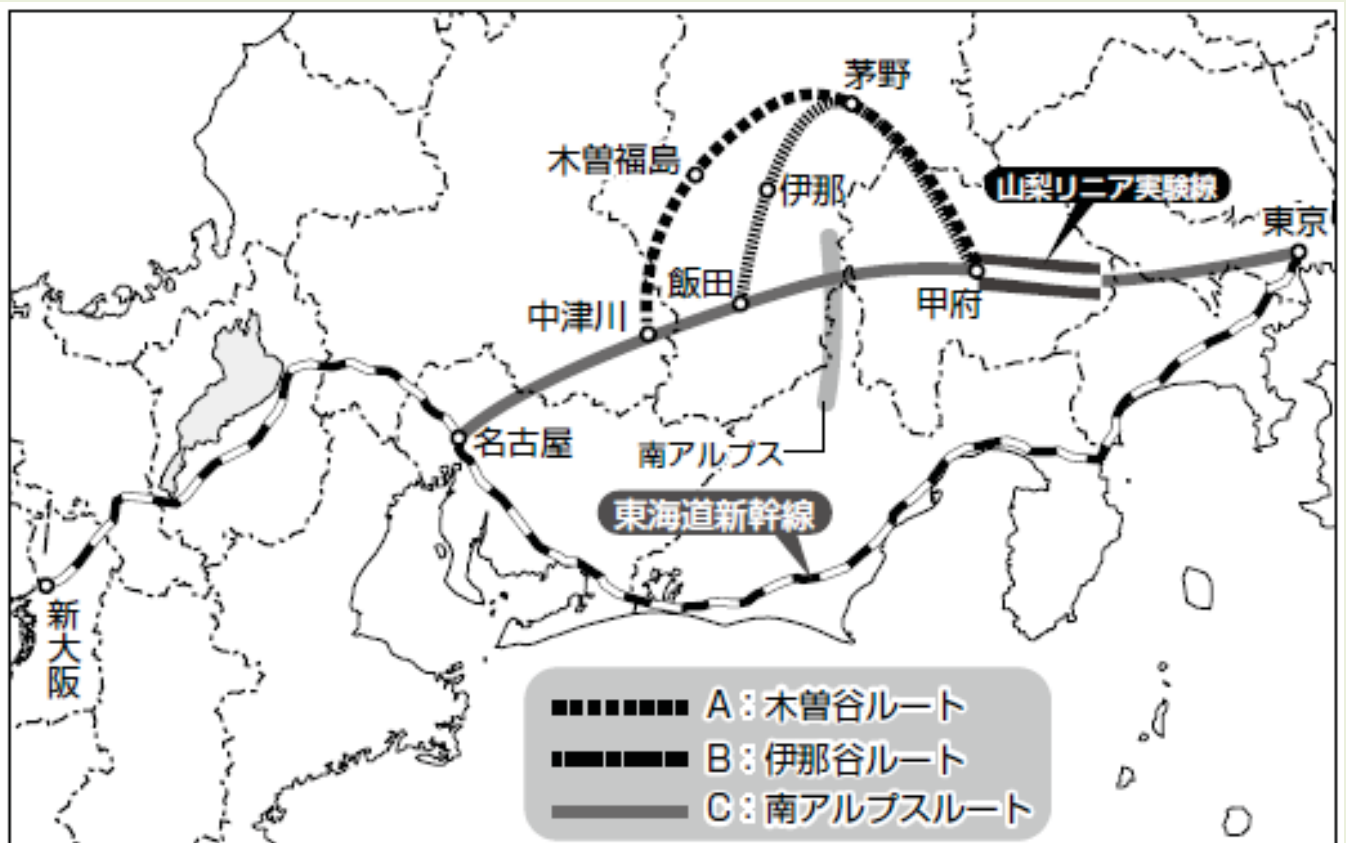 茅野
木曽福島
伊那
山梨リニア実験線
東京
飯田
甲府
中津川
名古屋
南アルプス
東海道新幹線
新大阪
A:木曽谷ルート
B:伊那谷ルート
C:南アルプスルート